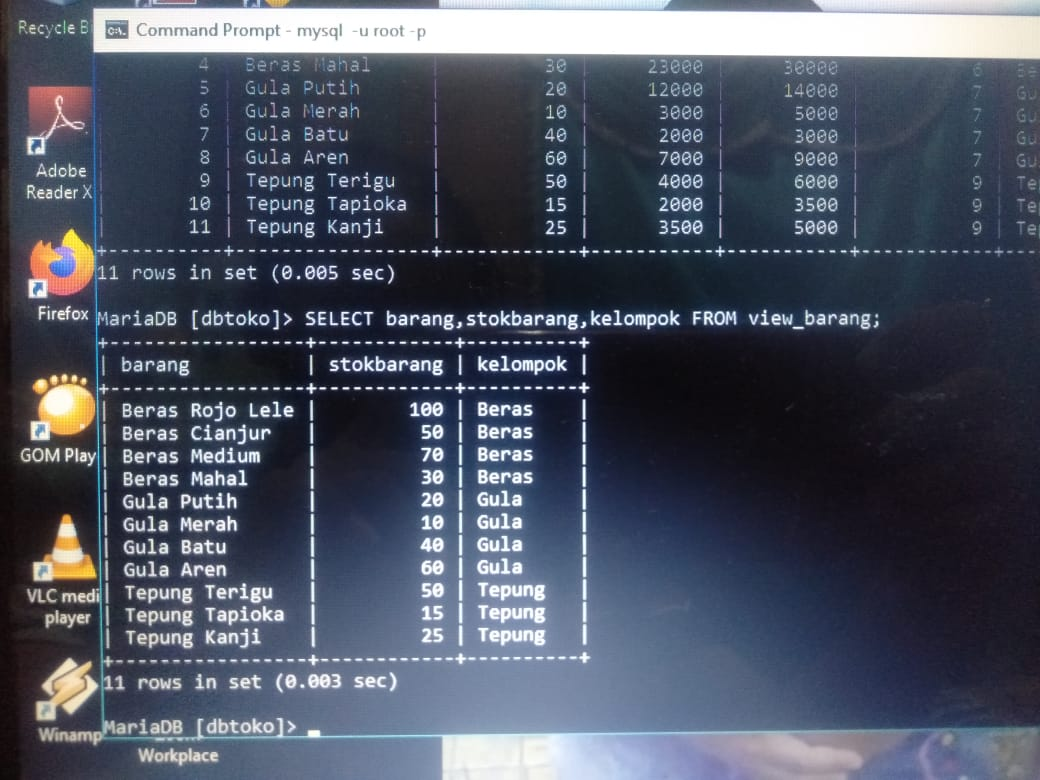 Recycle B
Command Prompt - mysql -u root -p
4 | Beras Mahal | 30 | 23000 | 30000 | 6 |
5 | Gula Putih | 20 | 12000 | 14000 | 7 | Gu
6 | Gula Merah | 10 | 3000 | 5000 | 7 | Gu
7 | Gula Batu | 40 | 2000 | 3000 | 7 | Gu
8 | Gula Aren | 60 | 7000 | 9000 | 7 | Gu
9 | Tepung Terigu | 50 | 4000 | 6000 | 9 | Te
10 | Tepung Tapioka | 15 | 2000 | 3500 | 9 | Te
11 | Tepung Kanji | 25 | 3500 | 5000 | 9 | Te
11 rows in set (0.005 sec)
MariaDB [dbtoko]> SELECT barang,stokbarang,kelompok FROM view_barang;
| barang | stokbarang | kelompok |
| Beras Rojo Lele | 100 | Beras |
| Beras Cianjur | 50 | Beras |
| Beras Medium | 70 | Beras |
| Beras Mahal | 30 | Beras |
| Gula Putih | 20 | Gula |
| Gula Merah | 10 | Gula |
| Gula Batu | 40 | Gula |
| Gula Aren | 60 | Gula |
| Tepung Terigu | 50 | Tepung |
| Tepung Tapioka | 15 | Tepung |
| Tepung Kanji | 25 | Tepung |
11 rows in set (0.003 sec)
MariaDB [dbtoko]>
Adobe
Reader X
Firefox
GOM Play
VLC medi
player
Winamp
Workplace